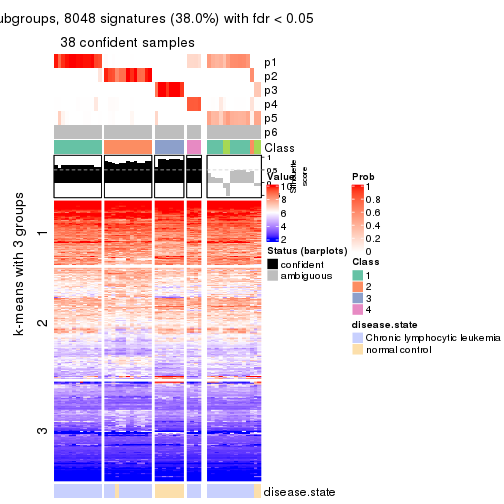 ubgroups, 8048 signatures (38.0%) with fdr < 0.05
38 confident samples
p1
p2
p3
p4
p5
p6
Class
1
0.5
0
Silhouette
score
Value
10
8
6
4
2
Prob
1
0.8
0.6
0.4
0.2
0
Status (barplots)
confident
ambiguous
Class
1
2
3
4
disease.state
Chronic lymphocytic leukemia
normal control
k-means with 3 groups
1
2
3
disease.state